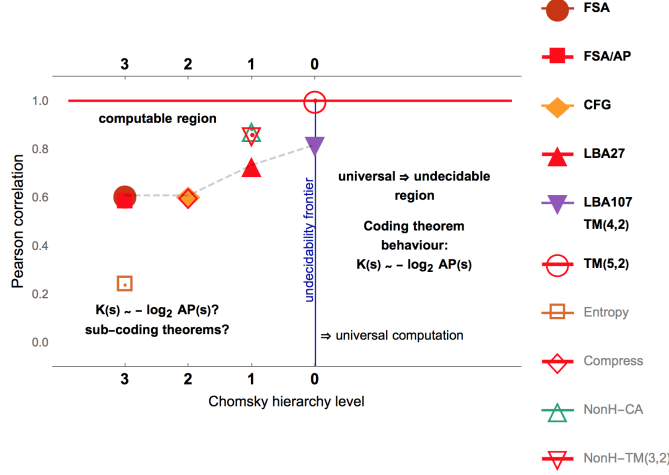 3 2 1 0
1.0
0.8
0.6
0.4
0.2
0.0
Pearson correlation
computable region
universal ⇒ undecidable
region
Coding theorem
behaviour:
K(s) ~ − log₂ AP(s)
undecidability frontier
K(s) ~ − log₂ AP(s)?
sub−coding theorems?
⇒ universal computation
3 2 1 0
Chomsky hierarchy level
FSA
FSA/AP
CFG
LBA27
LBA107
TM(4,2)
TM(5,2)
Entropy
Compress
NonH−CA
NonH−TM(3,2)